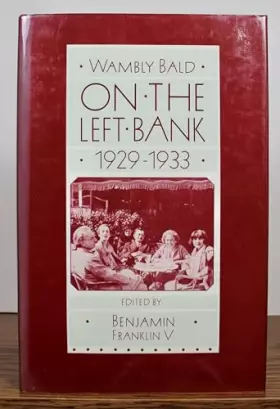 · WAMBLY BALD ·
ON·THE
LEFT·BANK
· 1929-1933 ·
EDITED BY
· BENJAMIN ·
FRANKLIN V